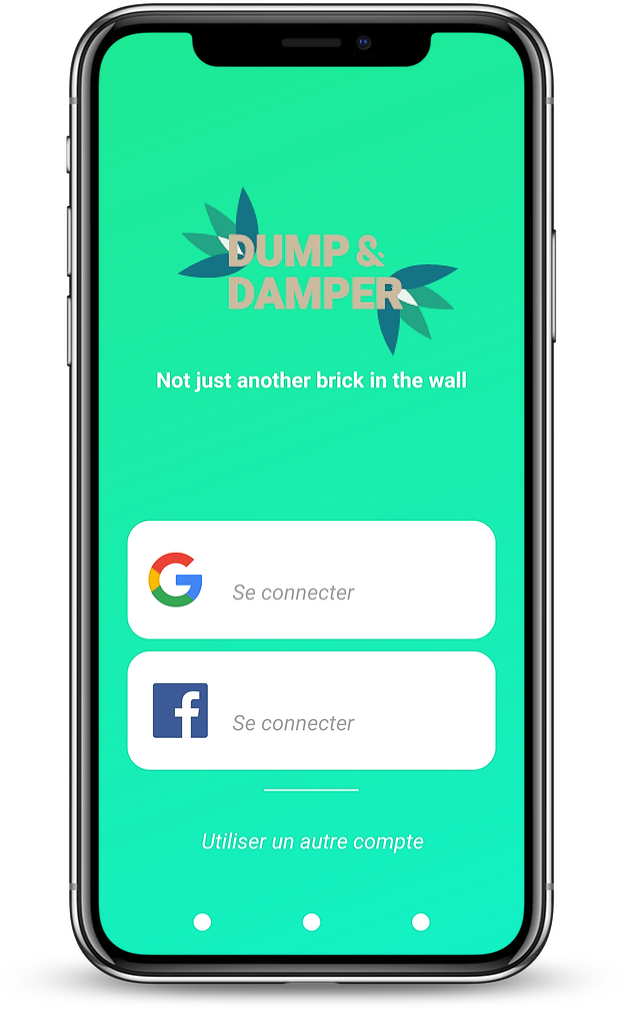 DUMP &
DAMPER
Not just another brick in the wall
Se connecter
Se connecter
Utiliser un autre compte